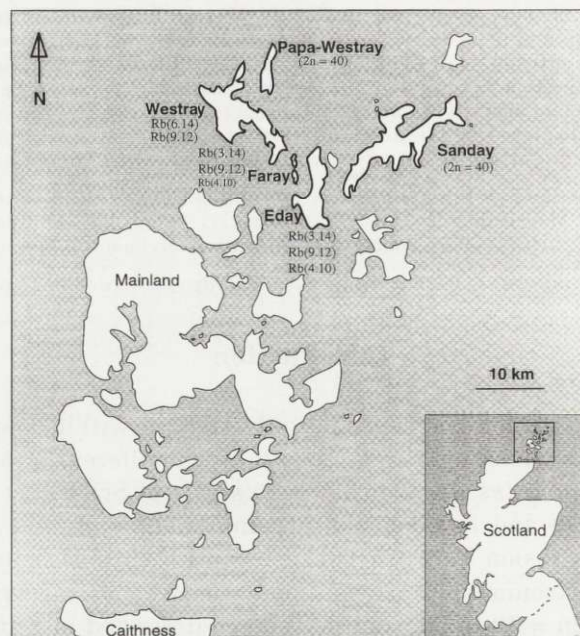 Papa-Westray
(2n = 40)
N
Westray
Rb(6.14)
Rb(9.12)
Sanday
(2n = 40)
Rb(3.14)
Rb(9.12)
Rb(4.10)
Faray
Eday
Rb(3.14)
Rb(9.12)
Rb(4.10)
Mainland
10 km
Scotland
Caithness